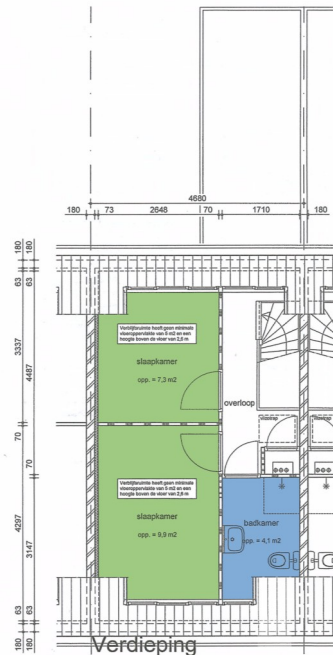 4680
180 73 2648 70 1710 180
180
180
63
63
3337
4487
Verblijfsruimte heeft geen minimale
vloeroppervlakte van 5 m2 en een
hoogte boven de vloer van 2,6 m
slaapkamer
opp. = 7,3 m2
overloop
70
70
Verblijfsruimte heeft geen minimale
vloeroppervlakte van 5 m2 en een
hoogte boven de vloer van 2,6 m
slaapkamer
opp. = 9,9 m2
badkamer
opp. = 4,1 m2
4297
3147
63
63
180
180
Verdieping